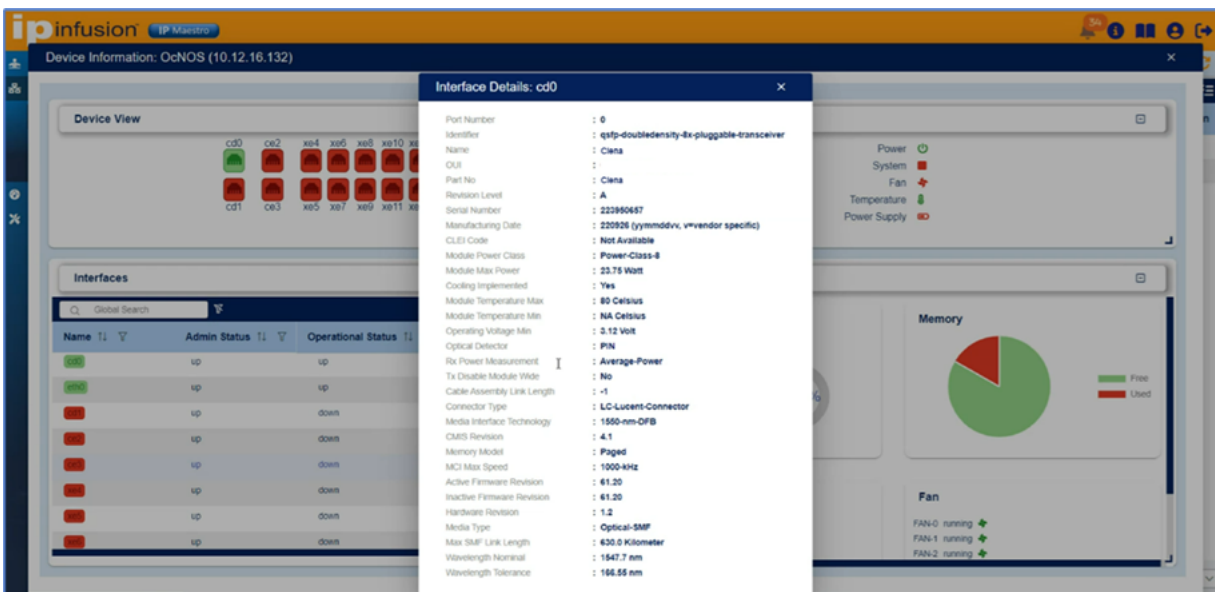 ipinfusion IP Maestro
34
Device Information: OcNOS (10.12.16.132)
Device View
cd0 ce2 xe4 xe6 xe8 xe10
cd1 ce3 xe5 xe7 xe9 xe11
Power
System
Fan
Temperature
Power Supply
Interfaces
Global Search
Name Admin Status Operational Status
cd0 up up
eth0 up up
cd1 up down
ce2 up down
ce3 up down
xe4 up down
xe5 up down
xe6 up down
Interface Details: cd0
Port Number : 0
Identifier : qsfp-doubledensity-8x-pluggable-transceiver
Name : Ciena
OUI :
Part No : Ciena
Revision Level : A
Serial Number : 223950657
Manufacturing Date : 220926 (yymmddvv, v=vendor specific)
CLEI Code : Not Available
Module Power Class : Power-Class-8
Module Max Power : 23.75 Watt
Cooling Implemented : Yes
Module Temperature Max : 80 Celsius
Module Temperature Min : NA Celsius
Operating Voltage Min : 3.12 Volt
Optical Detector : PIN
Rx Power Measurement : Average-Power
Tx Disable Module Wide : No
Cable Assembly Link Length : -1
Connector Type : LC-Lucent-Connector
Media Interface Technology : 1550-nm-DFB
CMIS Revision : 4.1
Memory Model : Paged
MCI Max Speed : 1000-kHz
Active Firmware Revision : 61.20
Inactive Firmware Revision : 61.20
Hardware Revision : 1.2
Media Type : Optical-SMF
Max SMF Link Length : 630.0 Kilometer
Wavelength Nominal : 1547.7 nm
Wavelength Tolerance : 166.55 nm
%
Memory
Free
Used
Fan
FAN-0 running
FAN-1 running
FAN-2 running